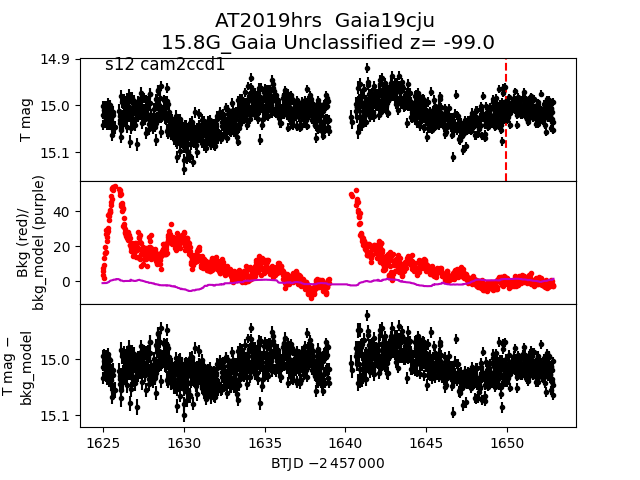 AT2019hrs Gaia19cju
15.8G_Gaia Unclassified z= -99.0
s12 cam2ccd1
14.9
15.0
15.1
T mag
40
20
0
Bkg (red)/
bkg_model (purple)
15.0
15.1
T mag −
bkg_model
1625 1630 1635 1640 1645 1650
BTJD −2 457 000